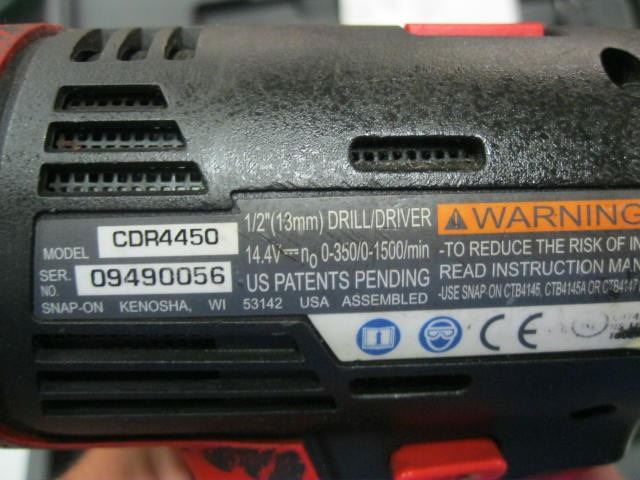 MODEL CDR4450
SER. NO. 09490056
SNAP-ON KENOSHA, WI 53142 USA ASSEMBLED
1/2"(13mm) DRILL/DRIVER
14.4V⎓n₀ 0-350/0-1500/min
US PATENTS PENDING
⚠WARNING
-TO REDUCE THE RISK OF IN
READ INSTRUCTION MAN
-USE SNAP ON CTB4145, CTB4145A OR CTB4147
CE